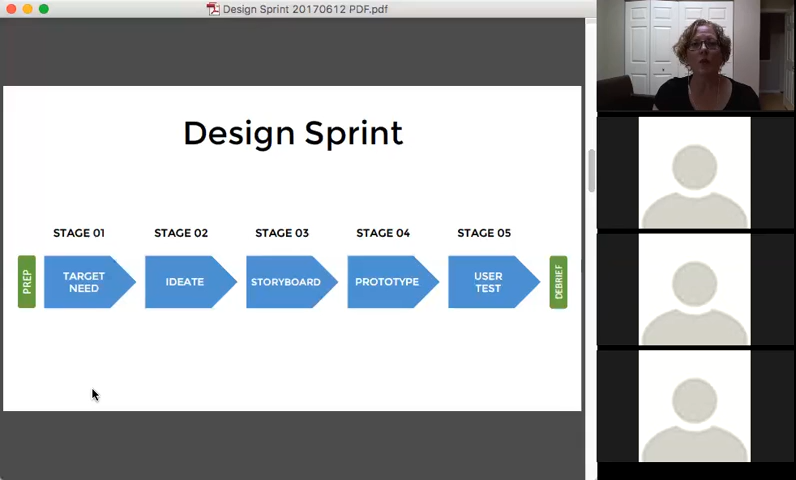 Design Sprint 20170612 PDF.pdf
Design Sprint
STAGE 01
STAGE 02
STAGE 03
STAGE 04
STAGE 05
PREP
TARGET
NEED
IDEATE
STORYBOARD
PROTOTYPE
USER
TEST
DEBRIEF